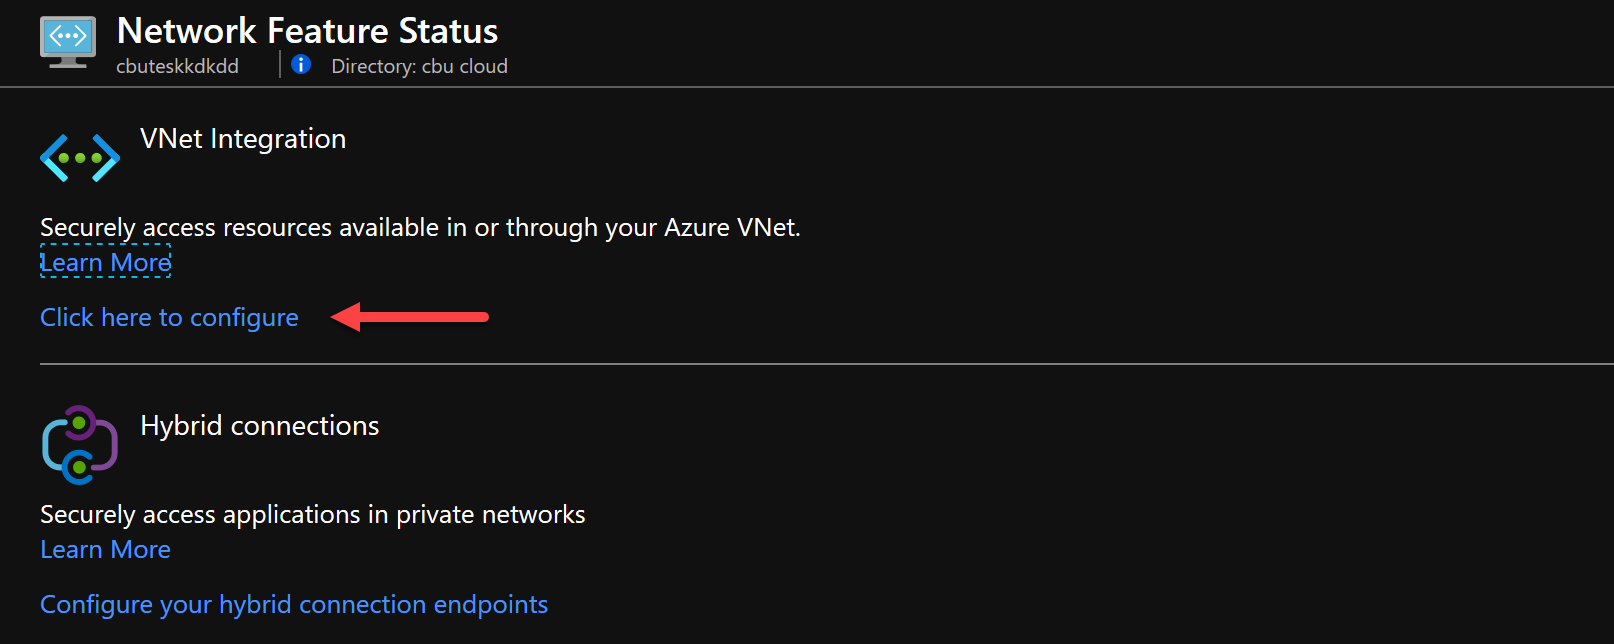 Network Feature Status
cbuteskkdkdd
Directory: cbu cloud
VNet Integration
Securely access resources available in or through your Azure VNet.
Learn More
Click here to configure
Hybrid connections
Securely access applications in private networks
Learn More
Configure your hybrid connection endpoints